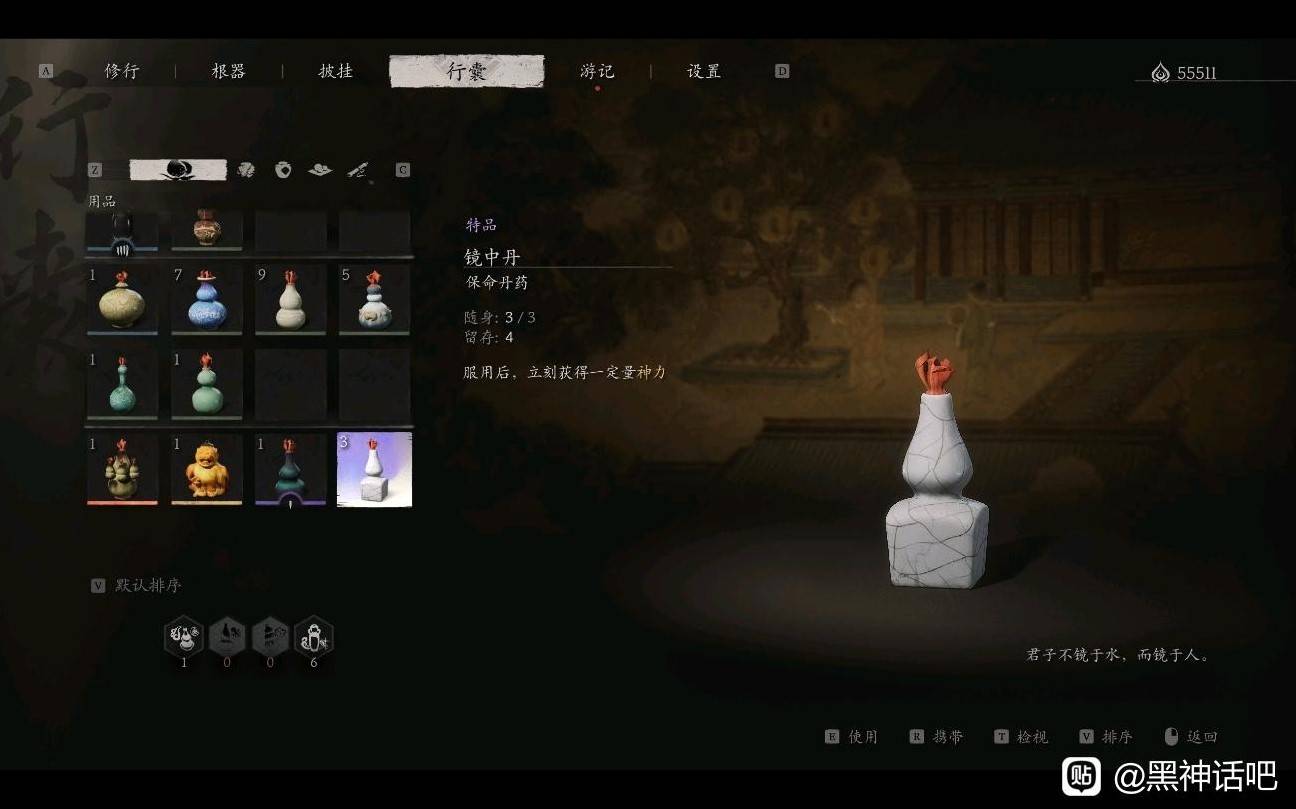 A 修行 根器 披挂 行囊 游记 设置 D 55511
Z C
用品
1 7 9 5
1 1
1 1 1 3
特品
镜中丹
保命丹药
随身: 3 / 3
留存: 4
服用后，立刻获得一定量神力
V 默认排序
1 0 0 6
君子不镜于水，而镜于人。
E 使用 R 携带 T 检视 V 排序 返回
贴 @黑神话吧